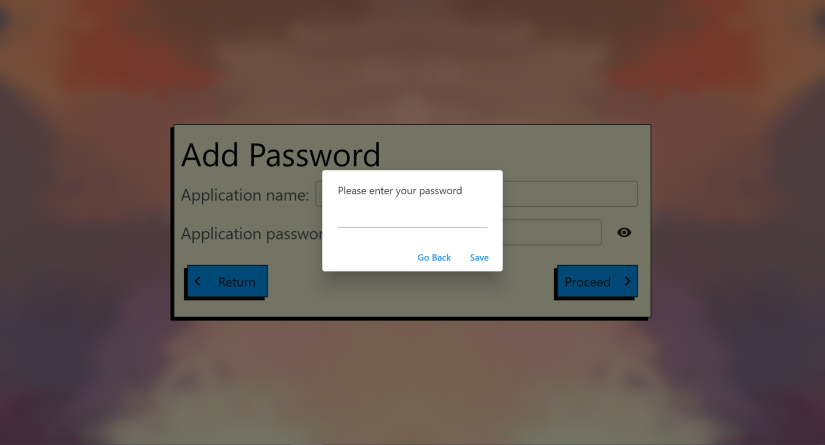 Add Password
Application name:
Please enter your password
Application passwor
Go Back Save
Return Proceed